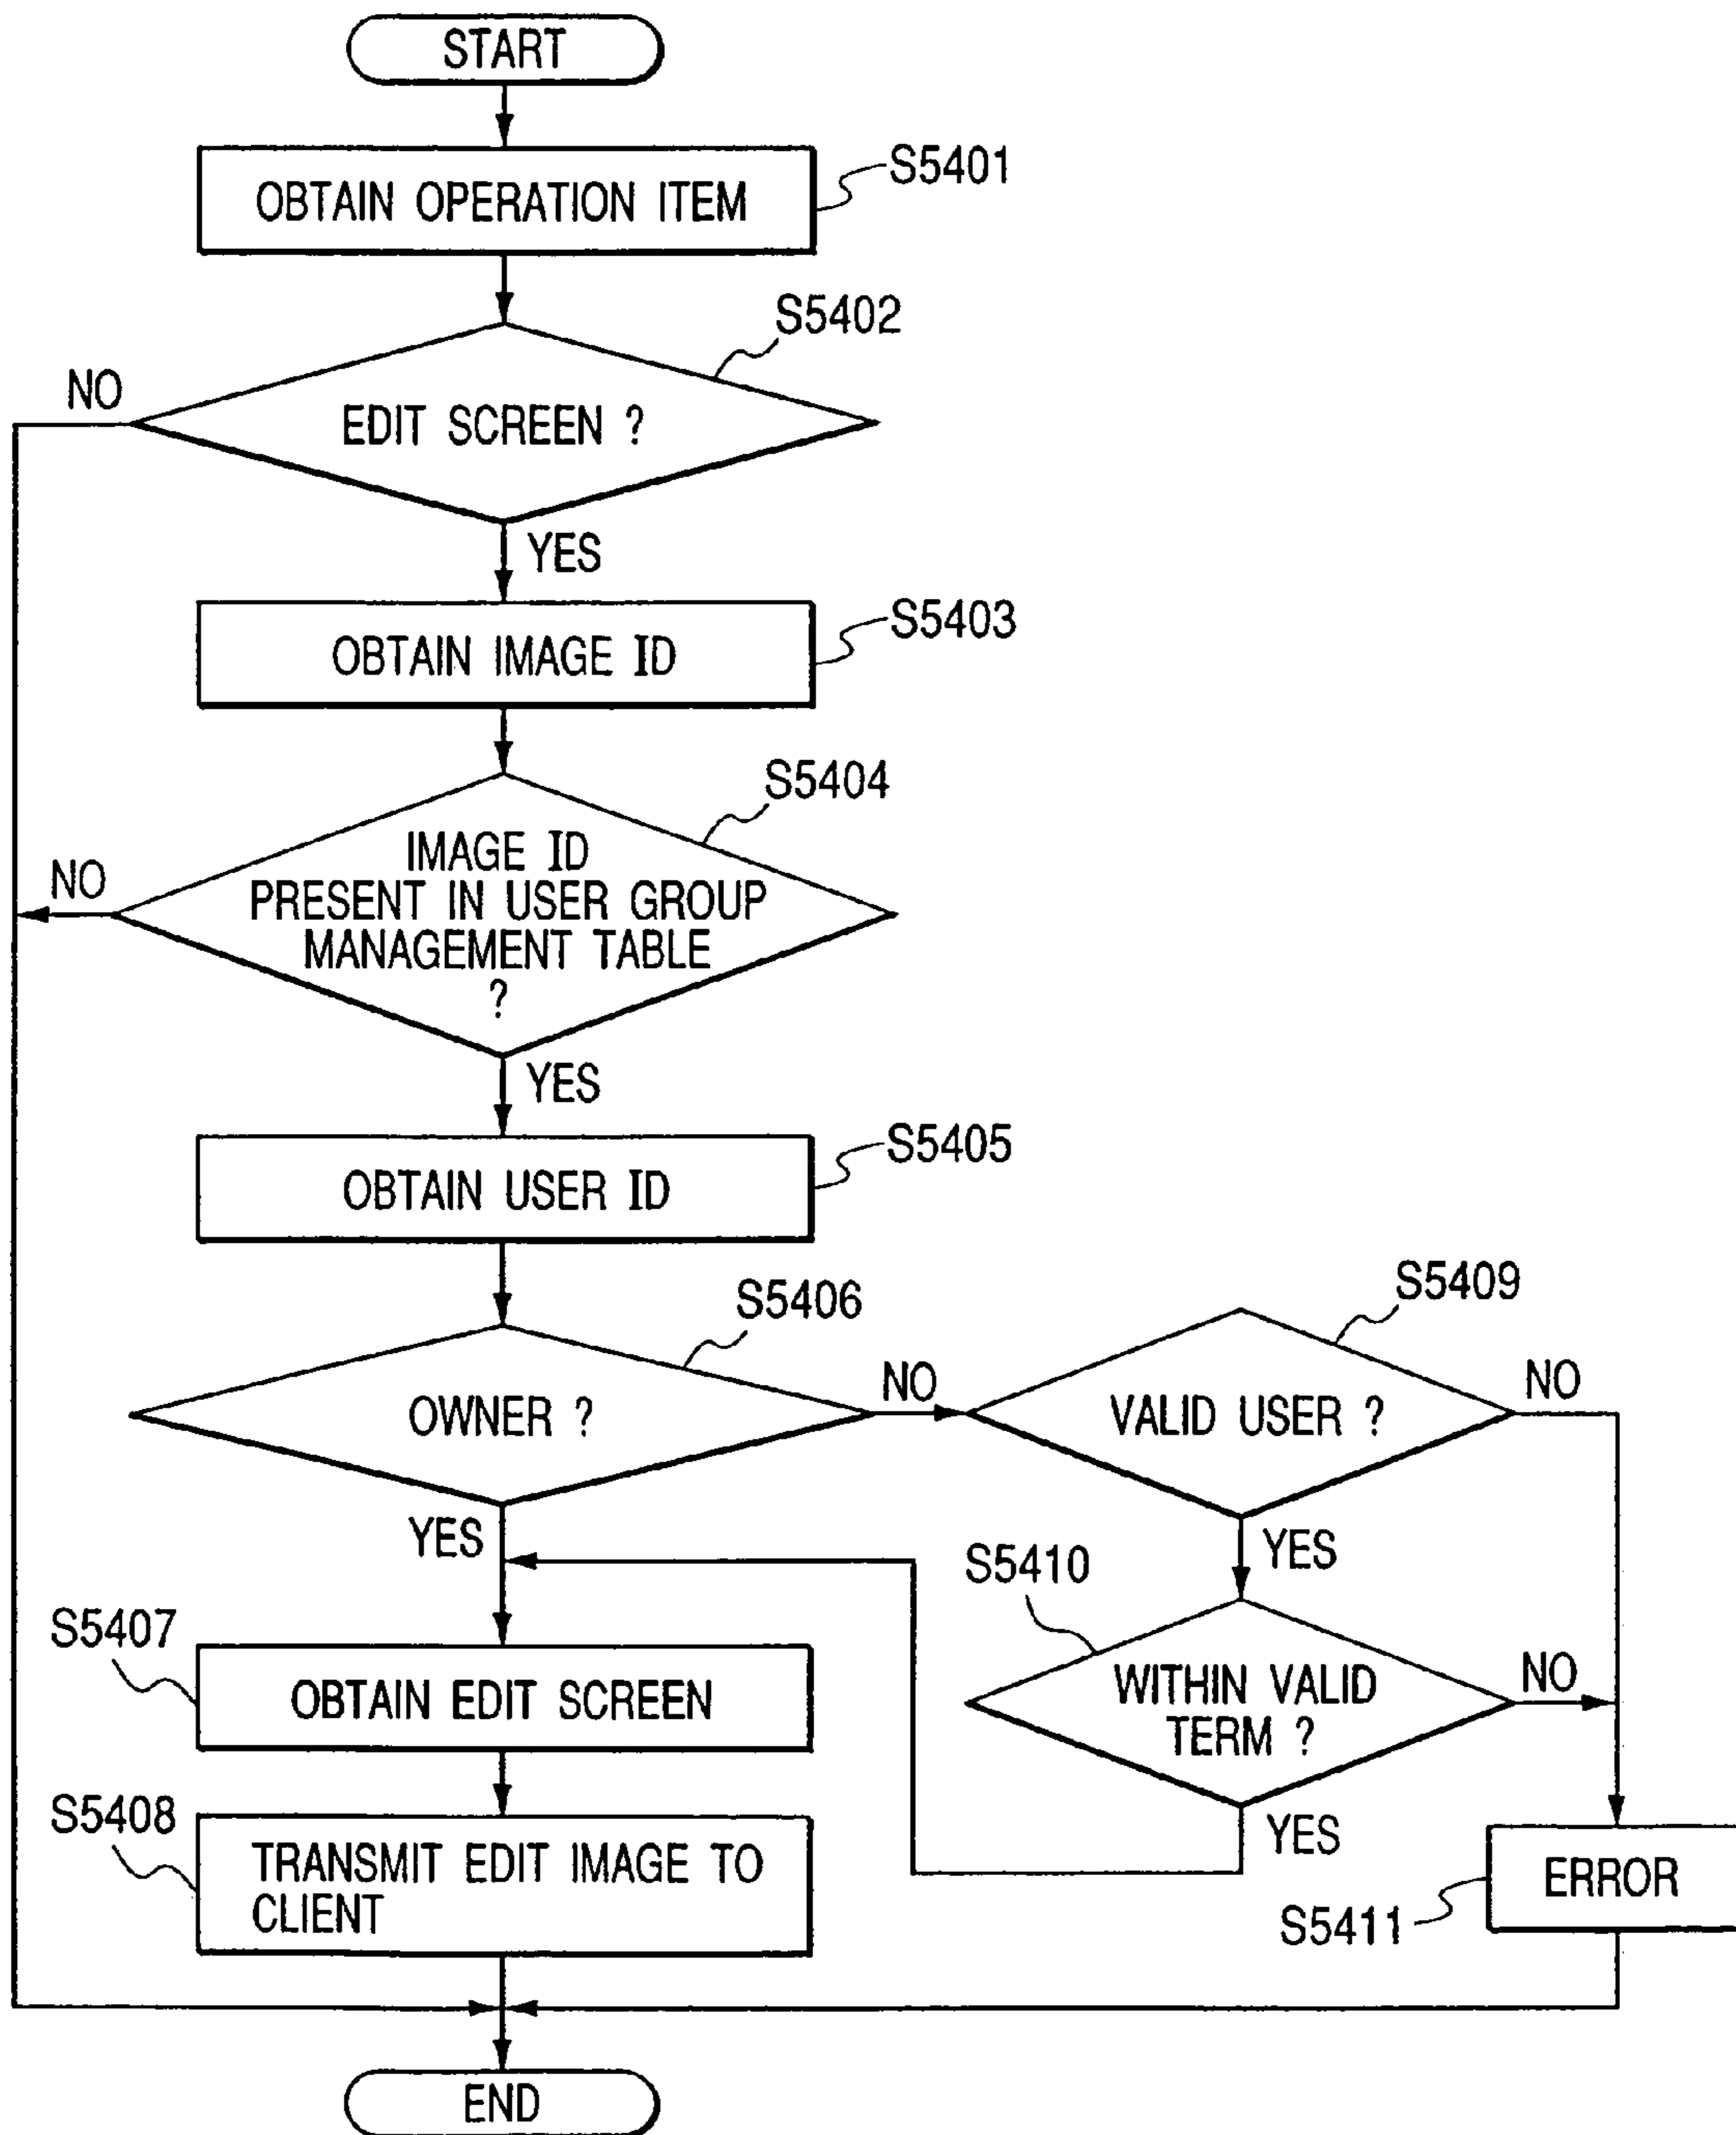 START
OBTAIN OPERATION ITEM
S5401
S5402
NO
EDIT SCREEN ?
YES
OBTAIN IMAGE ID
S5403
S5404
NO
IMAGE ID
PRESENT IN USER GROUP
MANAGEMENT TABLE
?
YES
OBTAIN USER ID
S5405
S5406
OWNER ?
NO
YES
S5409
VALID USER ?
NO
YES
S5410
WITHIN VALID
TERM ?
NO
YES
S5407
OBTAIN EDIT SCREEN
S5408
TRANSMIT EDIT IMAGE TO
CLIENT
ERROR
S5411
END